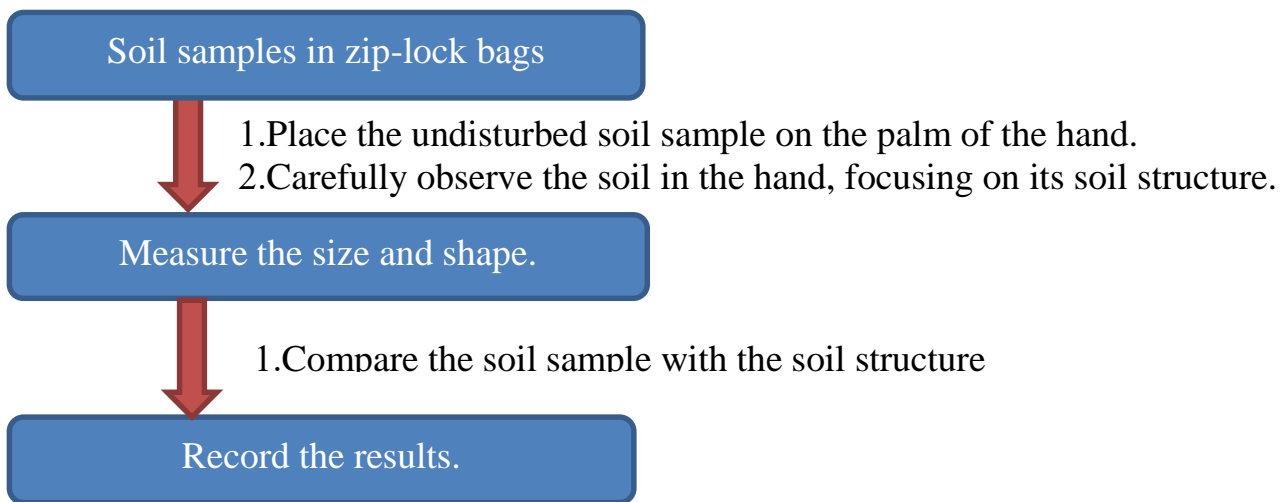 Soil samples in zip-lock bags
1.Place the undisturbed soil sample on the palm of the hand.
2.Carefully observe the soil in the hand, focusing on its soil structure.
Measure the size and shape.
1.Compare the soil sample with the soil structure
Record the results.